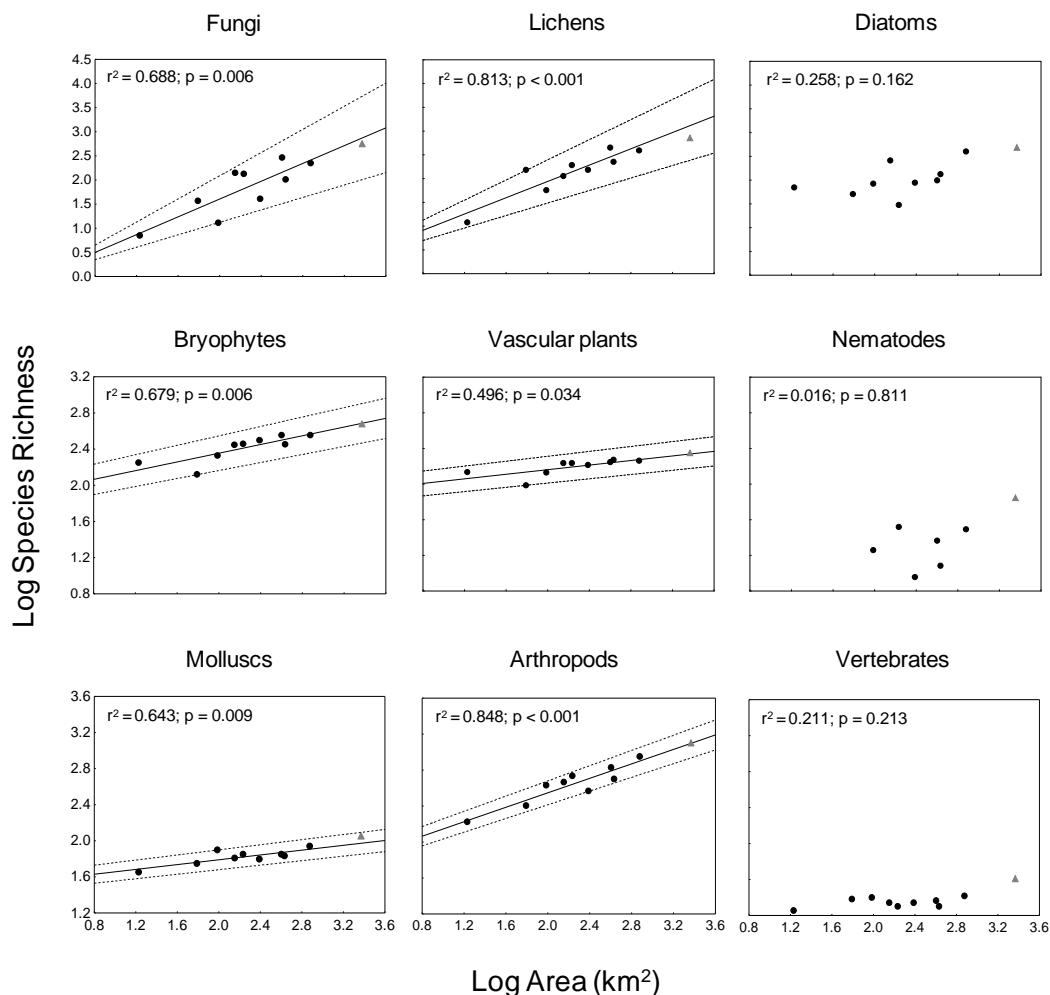 Fungi
Lichens
Diatoms
r² = 0.688; p = 0.006
r² = 0.813; p < 0.001
r² = 0.258; p = 0.162
4.5
4.0
3.5
3.0
2.5
2.0
1.5
1.0
0.5
0.0
Bryophytes
Vascular plants
Nematodes
r² = 0.679; p = 0.006
r² = 0.496; p = 0.034
r² = 0.016; p = 0.811
3.2
2.8
2.4
2.0
1.6
1.2
0.8
Log Species Richness
Molluscs
Arthropods
Vertebrates
r² = 0.643; p = 0.009
r² = 0.848; p < 0.001
r² = 0.211; p = 0.213
3.6
3.2
2.8
2.4
2.0
1.6
1.2
0.8 1.2 1.6 2.0 2.4 2.8 3.2 3.6
0.8 1.2 1.6 2.0 2.4 2.8 3.2 3.6
0.8 1.2 1.6 2.0 2.4 2.8 3.2 3.6
Log Area (km²)